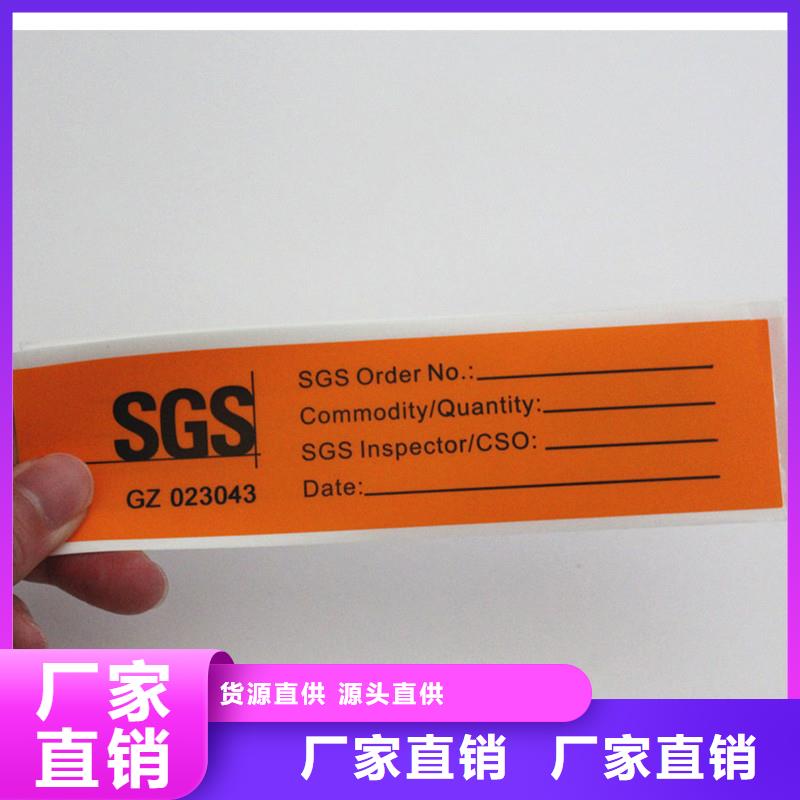 SGS
GZ 023043
SGS Order No.:
Commodity/Quantity:
SGS Inspector/CSO:
Date:
厂家
直销
货源直供 源头直供
厂家直销 厂家直销